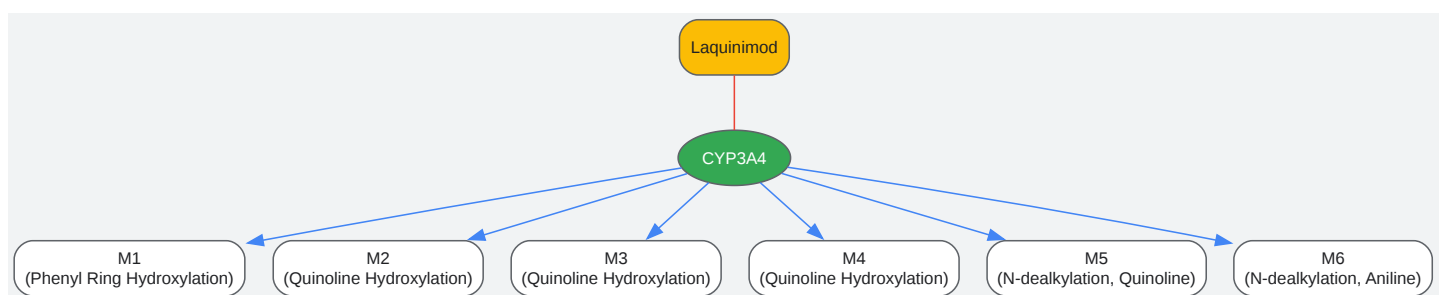 Laquinimod
CYP3A4
M1
(Phenyl Ring Hydroxylation)
M2
(Quinoline Hydroxylation)
M3
(Quinoline Hydroxylation)
M4
(Quinoline Hydroxylation)
M5
(N-dealkylation, Quinoline)
M6
(N-dealkylation, Aniline)